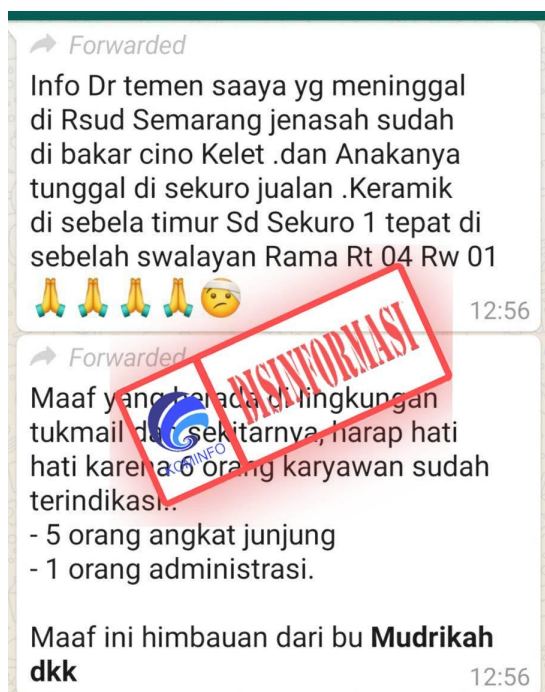 Forwarded
Info Dr temen saaya yg meninggal
di Rsud Semarang jenasah sudah
di bakar cino Kelet .dan Anakanya
tunggal di sekuro jualan .Keramik
di sebela timur Sd Sekuro 1 tepat di
sebelah swalayan Rama Rt 04 Rw 01
🙏🙏🙏🙏🤕
12:56
Forwarded
Maaf yang berada di lingkungan
tukmail dan sekitarnya, harap hati
hati karena 6 orang karyawan sudah
terindikasi..
- 5 orang angkat junjung
- 1 orang administrasi.
Maaf ini himbauan dari bu Mudrikah
dkk
12:56
KOMINFO
DISINFORMASI